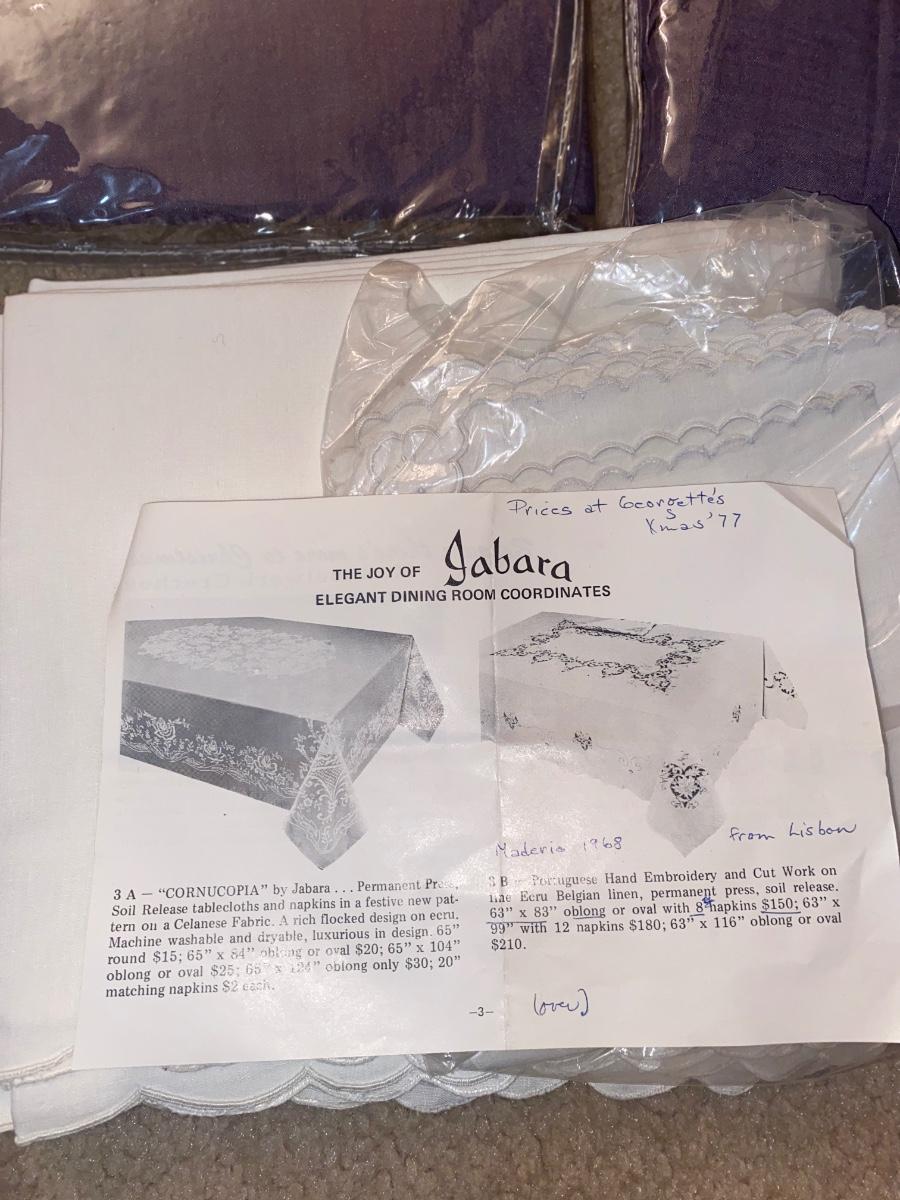 Prices at Georgette's
Xmas '77
THE JOY OF Jabara
ELEGANT DINING ROOM COORDINATES
Maderia 1968
from Lisbon
3 A — "CORNUCOPIA" by Jabara . . . Permanent Press,
Soil Release tablecloths and napkins in a festive new pat-
tern on a Celanese Fabric. A rich flocked design on ecru.
Machine washable and dryable, luxurious in design. 65"
round $15; 65" x 84" oblong or oval $20; 65" x 104"
oblong or oval $25; 65" x 124" oblong only $30; 20"
matching napkins $2 each.
3 B — Portuguese Hand Embroidery and Cut Work on
fine Ecru Belgian linen, permanent press, soil release.
63" x 83" oblong or oval with 8 napkins $150; 63" x
99" with 12 napkins $180; 63" x 116" oblong or oval
$210.
–3–
(over)